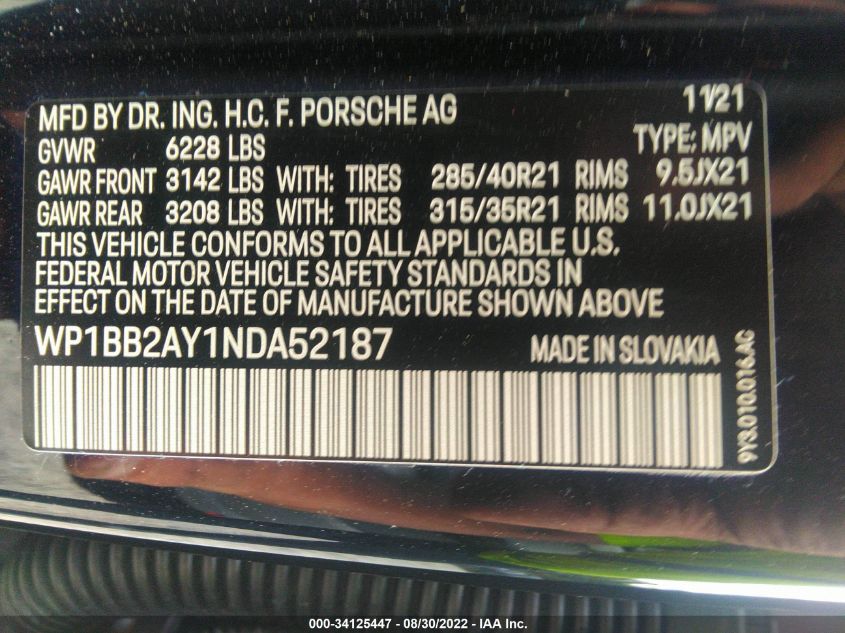 MFD BY DR. ING. H.C. F. PORSCHE AG 11/21
GVWR 6228 LBS TYPE: MPV
GAWR FRONT 3142 LBS WITH: TIRES 285/40R21 RIMS 9.5JX21
GAWR REAR 3208 LBS WITH: TIRES 315/35R21 RIMS 11.0JX21
THIS VEHICLE CONFORMS TO ALL APPLICABLE U.S.
FEDERAL MOTOR VEHICLE SAFETY STANDARDS IN
EFFECT ON THE DATE OF MANUFACTURE SHOWN ABOVE
WP1BB2AY1NDA52187 MADE IN SLOVAKIA
9Y3.010.016.AC
000-34125447 - 08/30/2022 - IAA Inc.